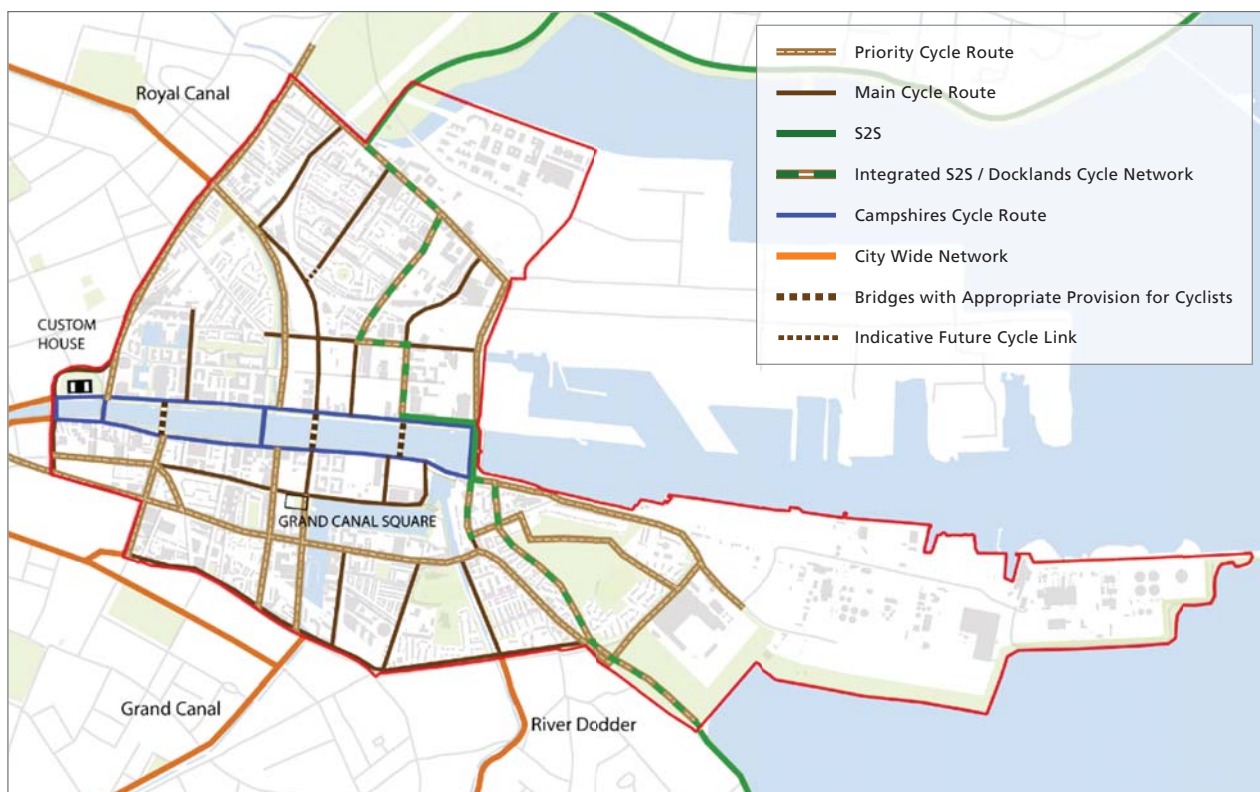 Royal Canal
CUSTOM
HOUSE
GRAND CANAL SQUARE
Grand Canal
River Dodder
Priority Cycle Route
Main Cycle Route
S2S
Integrated S2S / Docklands Cycle Network
Campshires Cycle Route
City Wide Network
Bridges with Appropriate Provision for Cyclists
Indicative Future Cycle Link